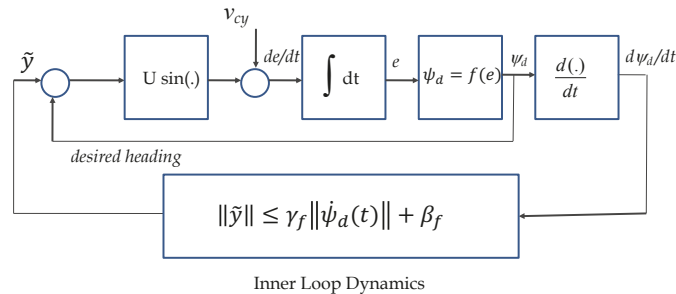 v_cy
ỹ
U sin(.)
de/dt
∫ dt
e
ψ_d = f(e)
ψ_d
d(.)/dt
dψ_d/dt
desired heading
‖ỹ‖ ≤ γ_f‖ψ̇_d(t)‖ + β_f
Inner Loop Dynamics